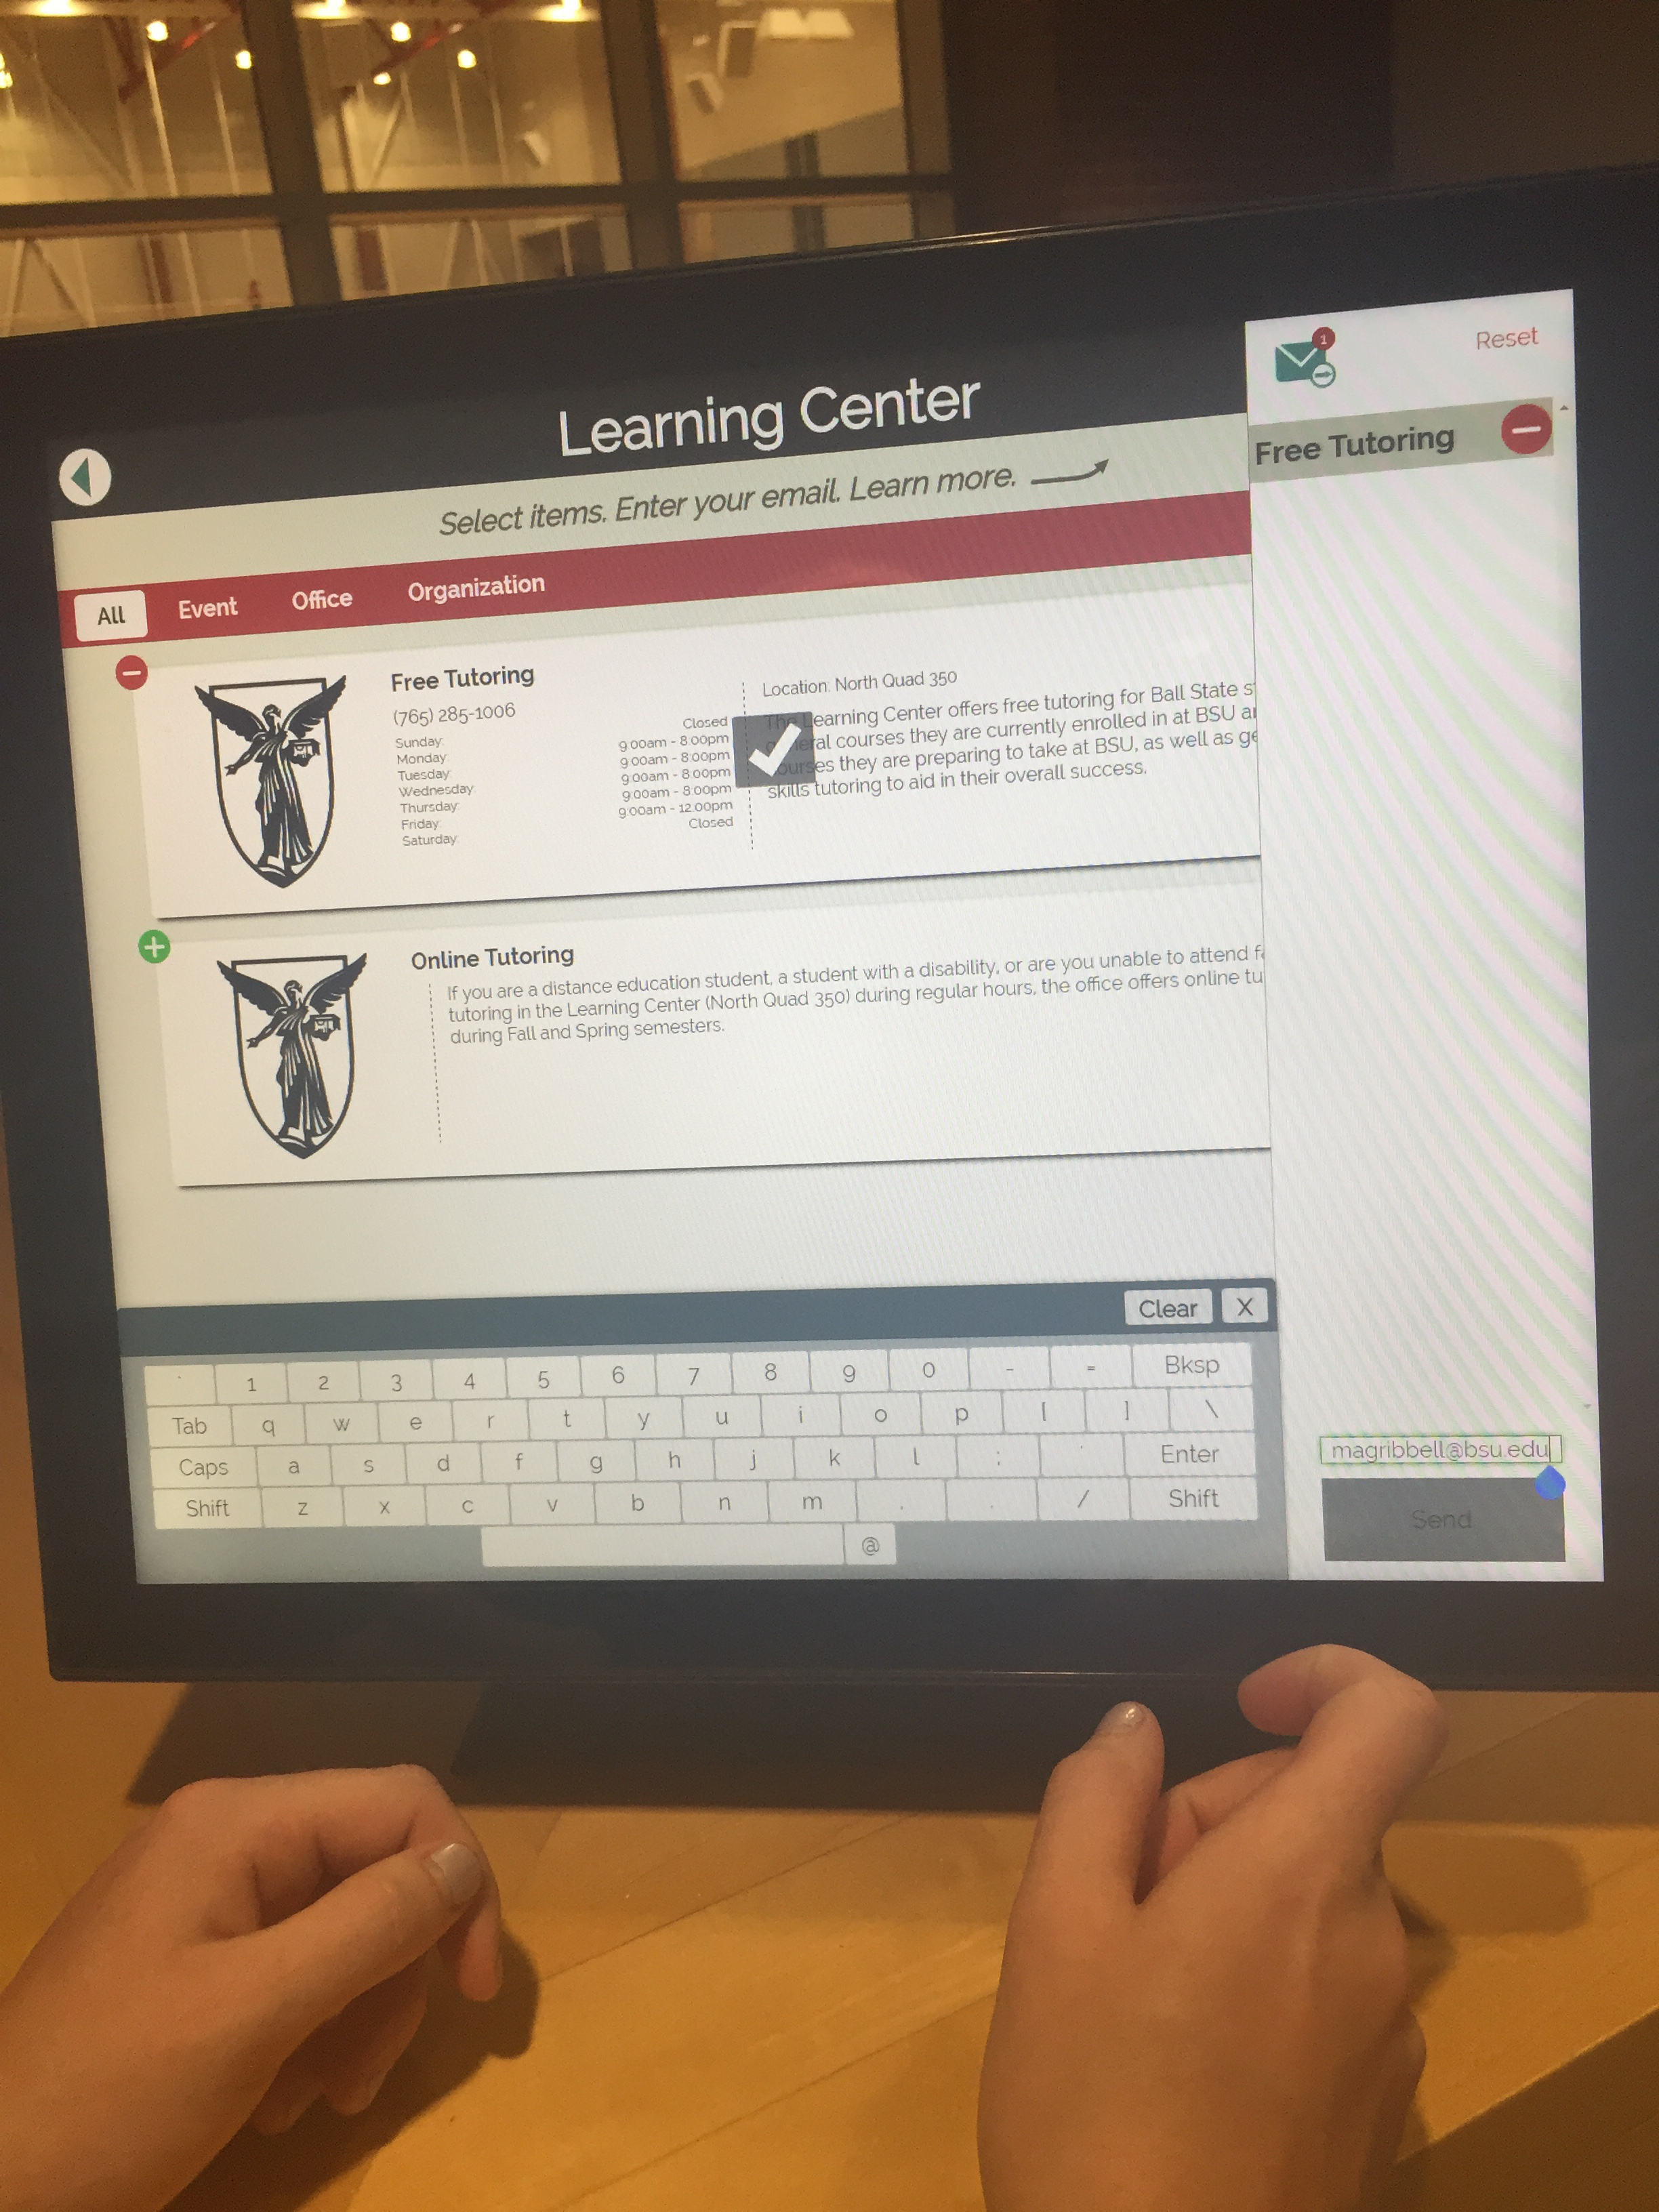 Learning Center
Select items. Enter your email. Learn more.
1
Reset
Free Tutoring
All
Event
Office
Organization
Free Tutoring
(765) 285-1006
Sunday: Closed
Monday: 9:00am - 8:00pm
Tuesday: 9:00am - 8:00pm
Wednesday: 9:00am - 8:00pm
Thursday: 9:00am - 8:00pm
Friday: 9:00am - 12:00pm
Saturday: Closed
Location: North Quad 350
The Learning Center offers free tutoring for Ball State s
general courses they are currently enrolled in at BSU
courses they are preparing to take at BSU, as well as
skills tutoring to aid in their overall success.
Online Tutoring
If you are a distance education student, a student with a disability, or are you unable to attend f
tutoring in the Learning Center (North Quad 350) during regular hours, the office offers online tu
during Fall and Spring semesters.
Clear
X
1 2 3 4 5 6 7 8 9 0 - = Bksp
Tab q w e r t y u i o p [ ] \
Caps a s d f g h j k l : ' Enter
Shift z x c v b n m , . / Shift
@
magribbell@bsu.edu
Send